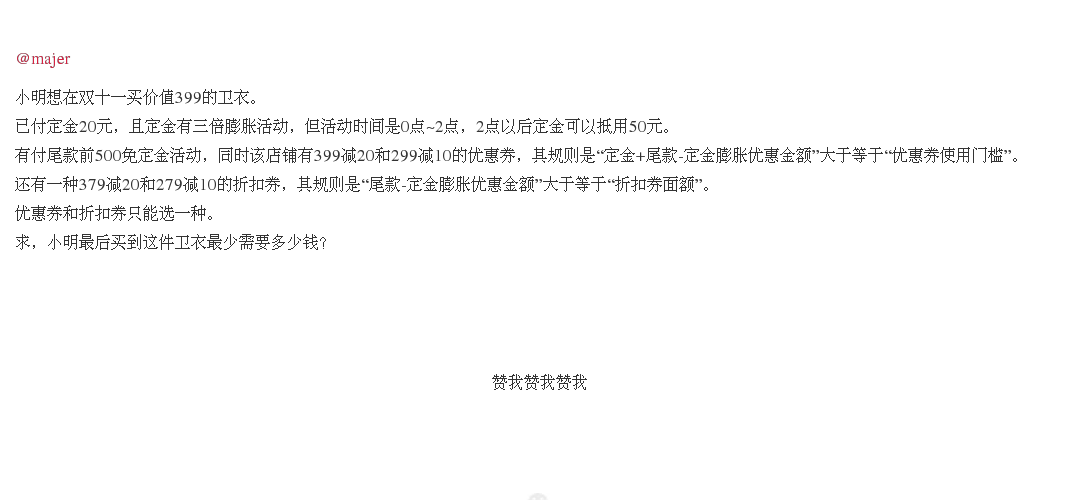 @majer
小明想在双十一买价值399的卫衣。
已付定金20元，且定金有三倍膨胀活动，但活动时间是0点~2点，2点以后定金可以抵用50元。
有付尾款前500免定金活动，同时该店铺有399减20和299减10的优惠券，其规则是“定金+尾款-定金膨胀优惠金额”大于等于“优惠券使用门槛”。
还有一种379减20和279减10的折扣券，其规则是“尾款-定金膨胀优惠金额”大于等于“折扣券面额”。
优惠券和折扣券只能选一种。
求，小明最后买到这件卫衣最少需要多少钱?
赞我赞我赞我